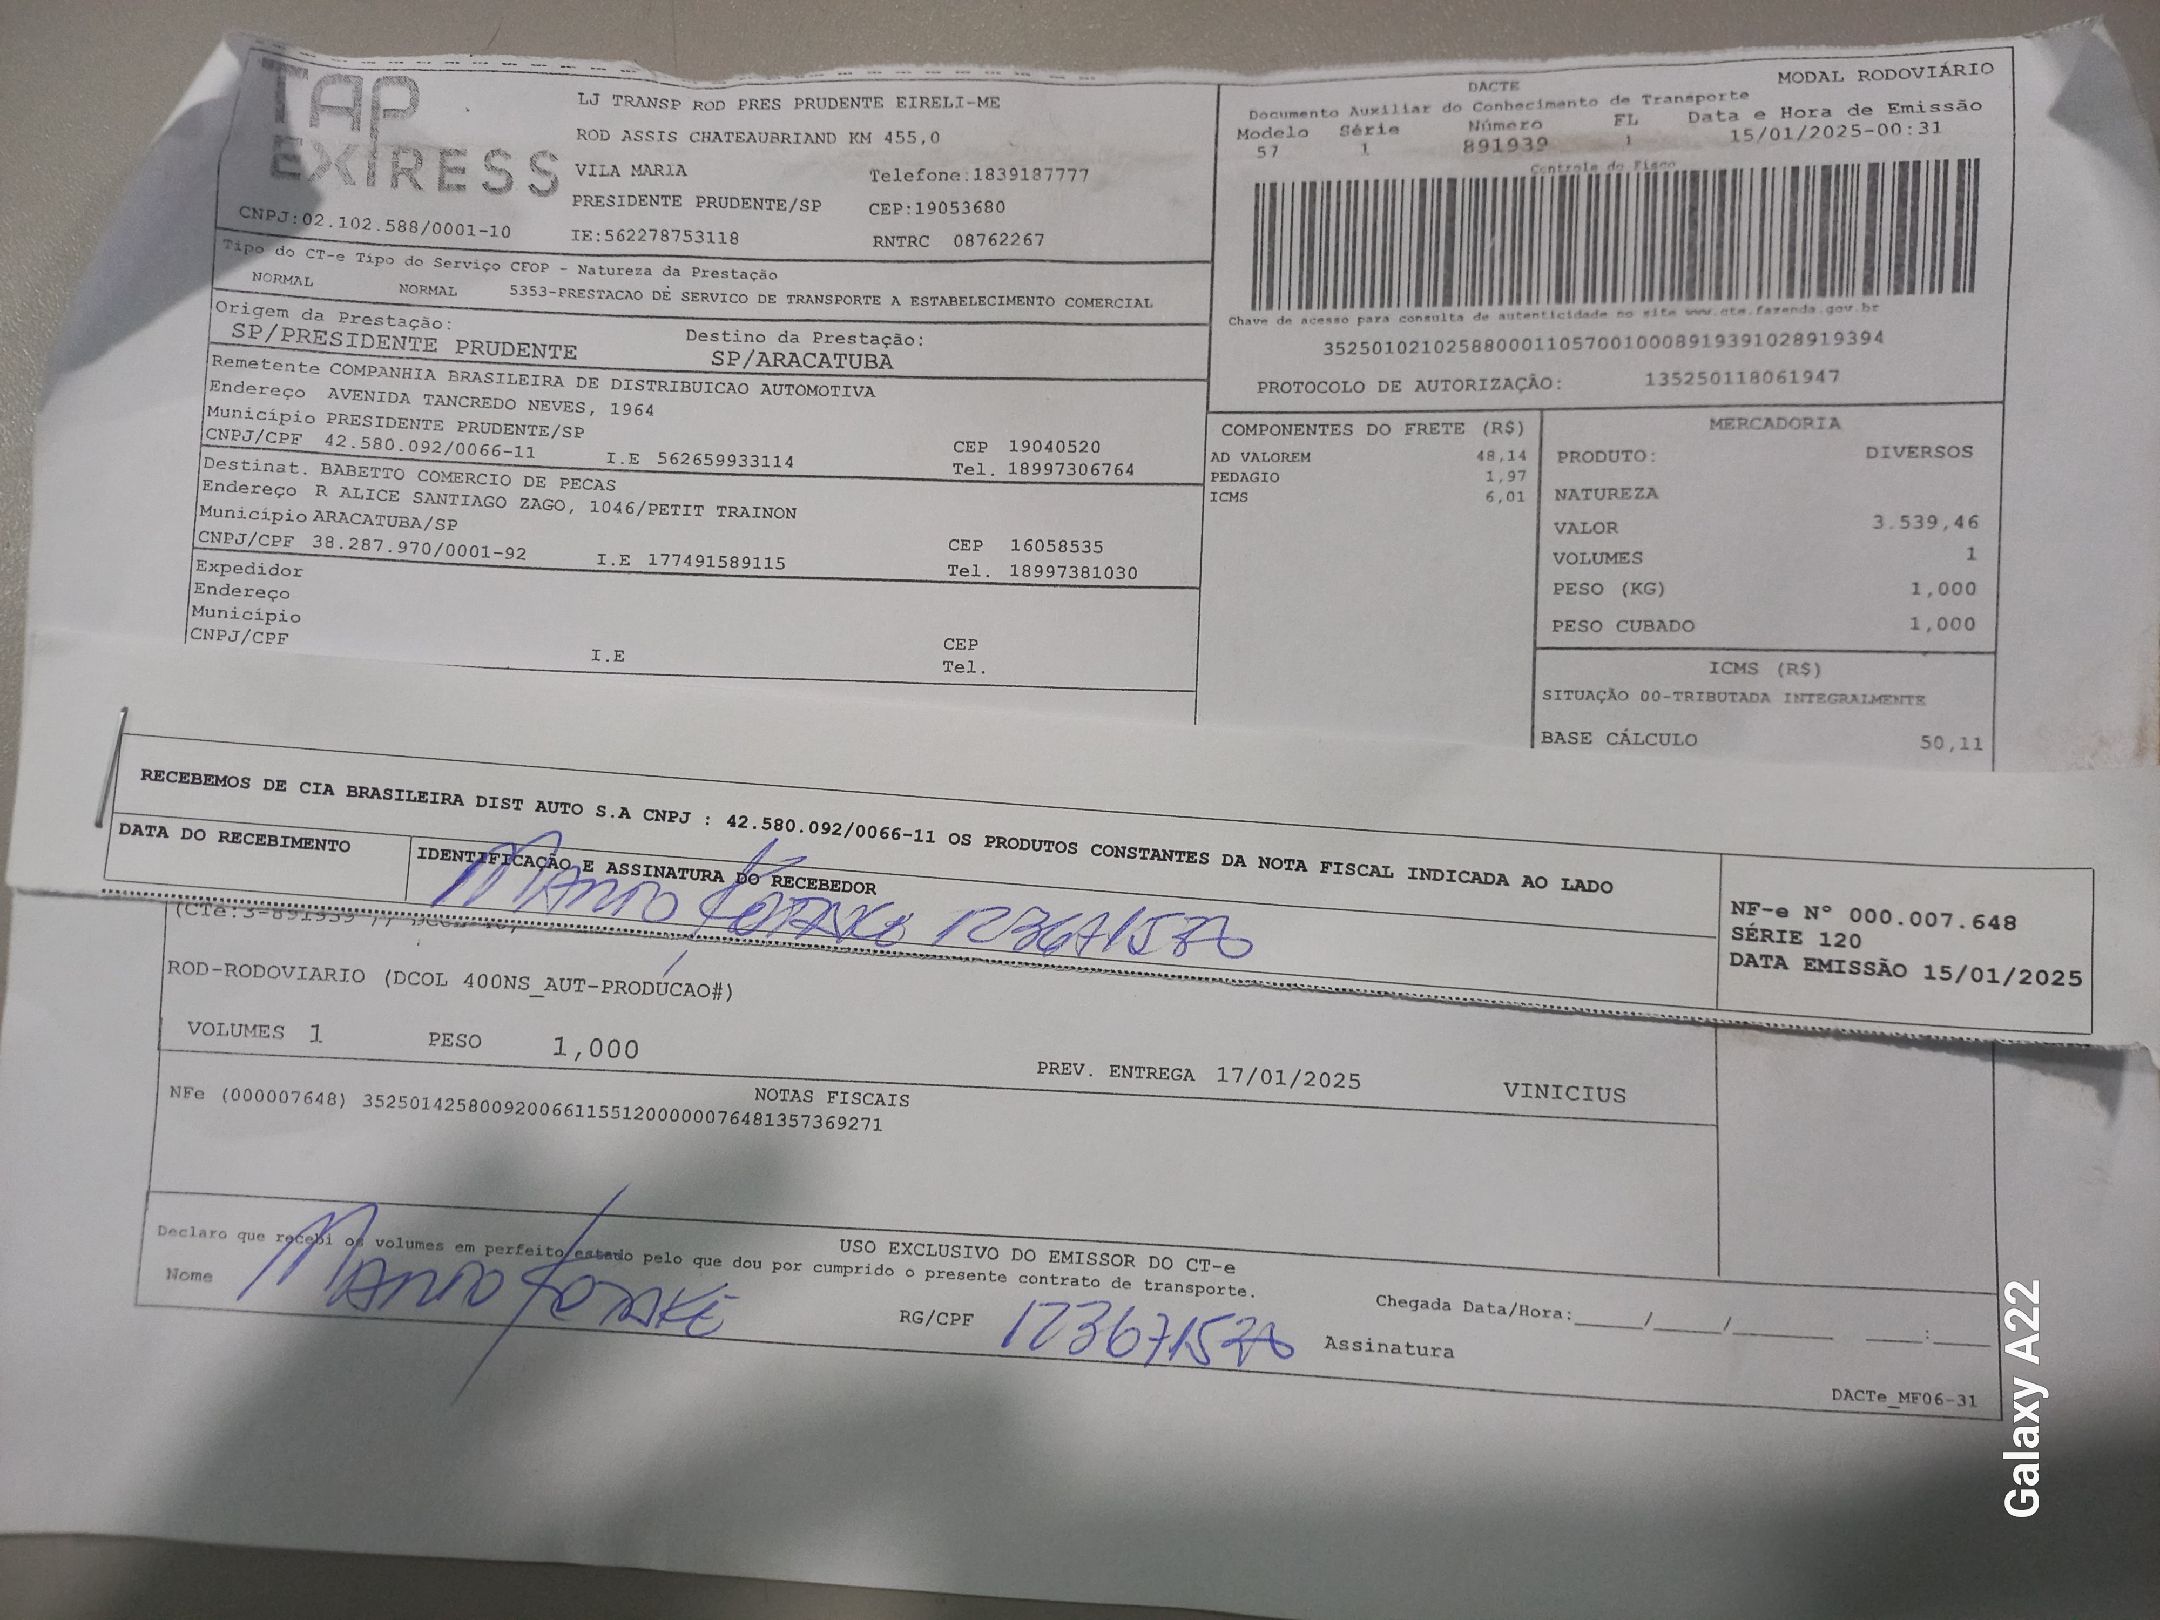 TAP
EXPRESS
CNPJ:02.102.588/0001-10
LJ TRANSP ROD PRES PRUDENTE EIRELI-ME
ROD ASSIS CHATEAUBRIAND KM 455,0
VILA MARIA Telefone:1839187777
PRESIDENTE PRUDENTE/SP CEP:19053680
IE:562278753118 RNTRC 08762267
DACTE
MODAL RODOVIÁRIO
Documento Auxiliar do Conhecimento de Transporte
Modelo Série Número FL Data e Hora de Emissão
57 1 891939 1 15/01/2025-00:31
Controle do Fisco
Chave de acesso para consulta de autenticidade no site www.cte.fazenda.gov.br
35250102102588000110570010008919391028919394
PROTOCOLO DE AUTORIZAÇÃO: 135250118061947
Tipo do CT-e Tipo do Serviço CFOP - Natureza da Prestação
NORMAL NORMAL 5353-PRESTACAO DE SERVICO DE TRANSPORTE A ESTABELECIMENTO COMERCIAL
Origem da Prestação: Destino da Prestação:
SP/PRESIDENTE PRUDENTE SP/ARACATUBA
Remetente COMPANHIA BRASILEIRA DE DISTRIBUICAO AUTOMOTIVA
Endereço AVENIDA TANCREDO NEVES, 1964
Município PRESIDENTE PRUDENTE/SP CEP 19040520
CNPJ/CPF 42.580.092/0066-11 I.E 562659933114 Tel. 18997306764
Destinat. BABETTO COMERCIO DE PECAS
Endereço R ALICE SANTIAGO ZAGO, 1046/PETIT TRAINON
Município ARACATUBA/SP CEP 16058535
CNPJ/CPF 38.287.970/0001-92 I.E 177491589115 Tel. 18997381030
Expedidor
Endereço
Município CEP
CNPJ/CPF I.E Tel.
COMPONENTES DO FRETE (R$)
AD VALOREM 48,14
PEDAGIO 1,97
ICMS 6,01
MERCADORIA
PRODUTO: DIVERSOS
NATUREZA
VALOR 3.539,46
VOLUMES 1
PESO (KG) 1,000
PESO CUBADO 1,000
ICMS (R$)
SITUAÇÃO 00-TRIBUTADA INTEGRALMENTE
BASE CÁLCULO 50,11
RECEBEMOS DE CIA BRASILEIRA DIST AUTO S.A CNPJ : 42.580.092/0066-11 OS PRODUTOS CONSTANTES DA NOTA FISCAL INDICADA AO LADO
DATA DO RECEBIMENTO IDENTIFICAÇÃO E ASSINATURA DO RECEBEDOR
NF-e Nº 000.007.648
SÉRIE 120
DATA EMISSÃO 15/01/2025
ROD-RODOVIARIO (DCOL 400NS_AUT-PRODUCAO#)
VOLUMES 1 PESO 1,000 PREV. ENTREGA 17/01/2025 VINICIUS
NOTAS FISCAIS
NFe (000007648) 35250142580092006611551200000076481357369271
USO EXCLUSIVO DO EMISSOR DO CT-e
Declaro que recebi os volumes em perfeito estado pelo que dou por cumprido o presente contrato de transporte.
Nome RG/CPF Assinatura
Chegada Data/Hora:_____/_____/_______ ____:____
DACTe_MF06-31
Galaxy A22